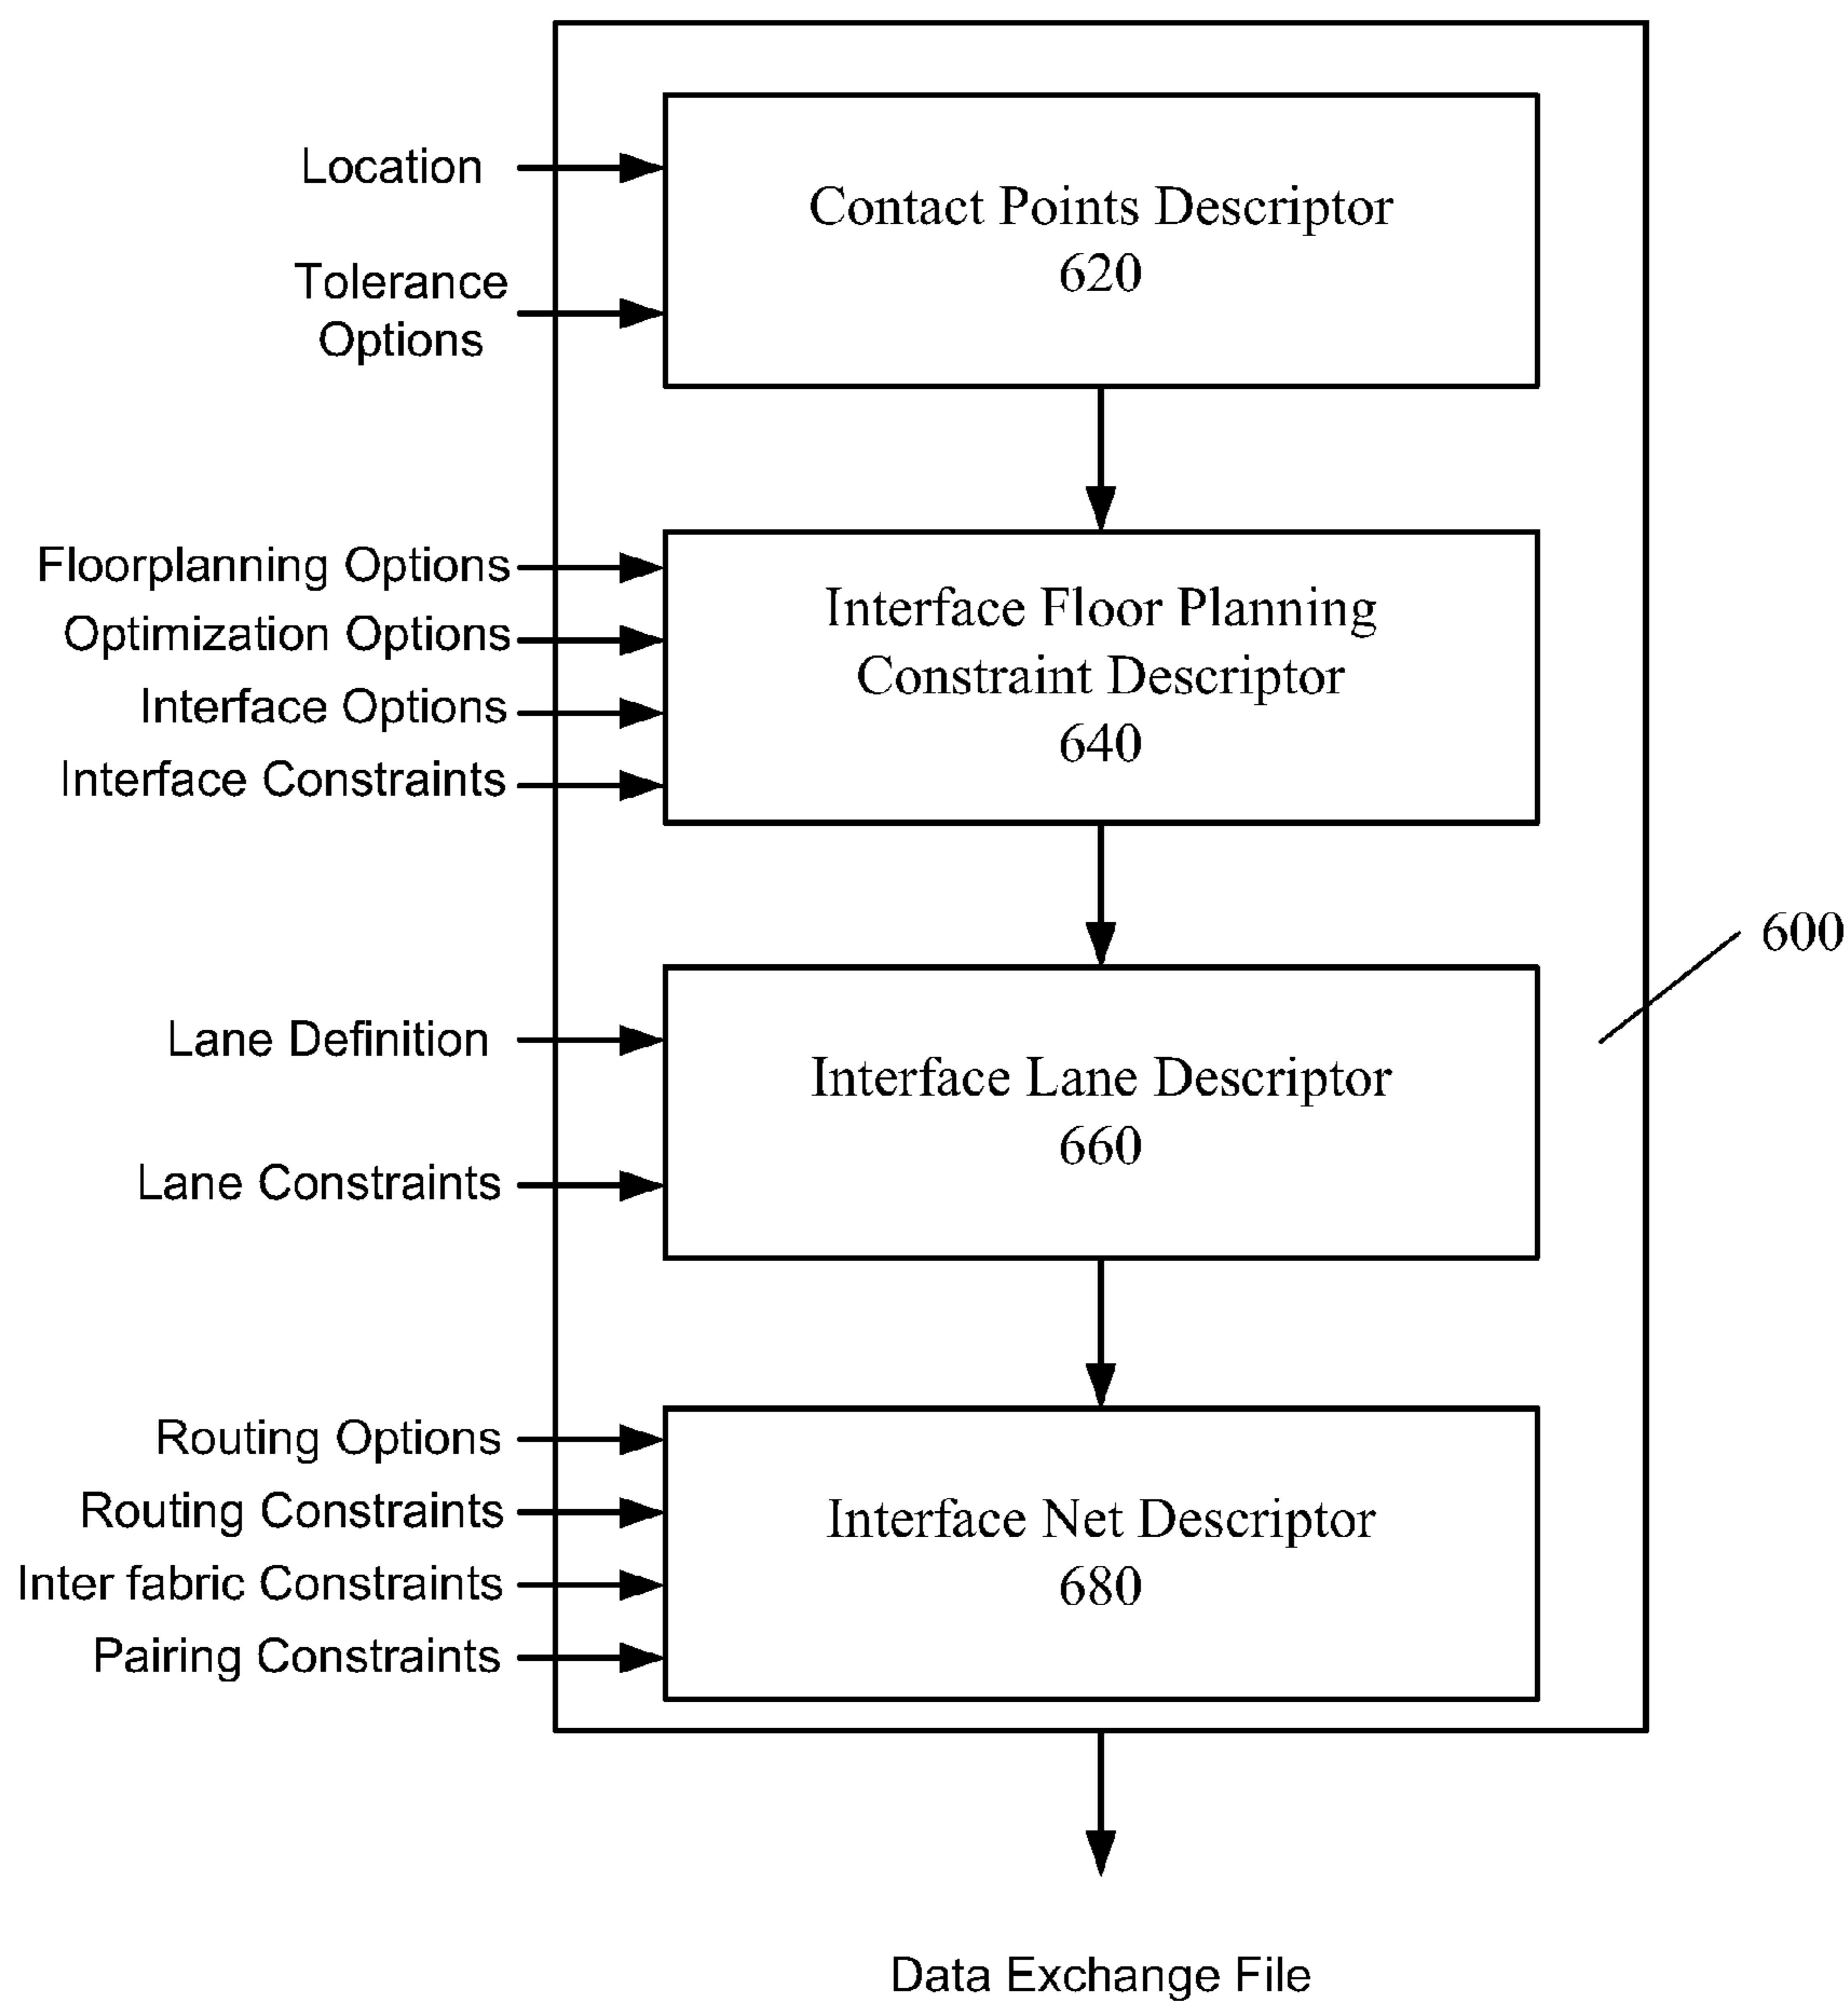 Location
Tolerance
Options
Contact Points Descriptor
620
Floorplanning Options
Optimization Options
Interface Options
Interface Constraints
Interface Floor Planning
Constraint Descriptor
640
600
Lane Definition
Lane Constraints
Interface Lane Descriptor
660
Routing Options
Routing Constraints
Inter fabric Constraints
Pairing Constraints
Interface Net Descriptor
680
Data Exchange File